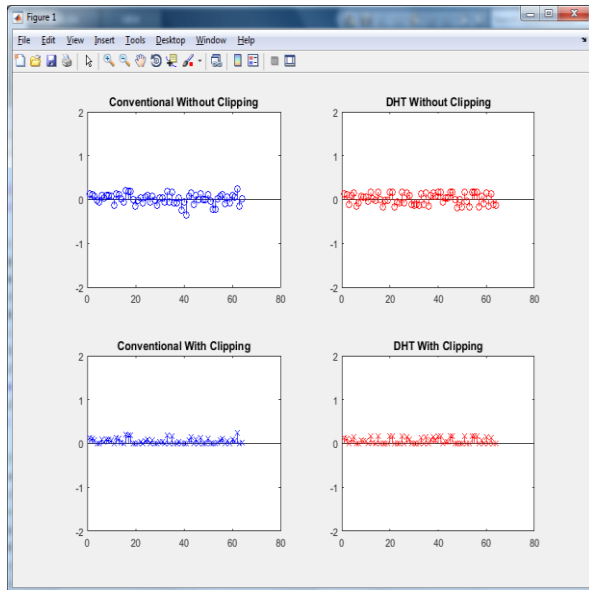 Figure 1
File Edit View Insert Tools Desktop Window Help
Conventional Without Clipping
2
1
0
-1
-2
0 20 40 60 80
DHT Without Clipping
2
1
0
-1
-2
0 20 40 60 80
Conventional With Clipping
2
1
0
-1
-2
0 20 40 60 80
DHT With Clipping
2
1
0
-1
-2
0 20 40 60 80